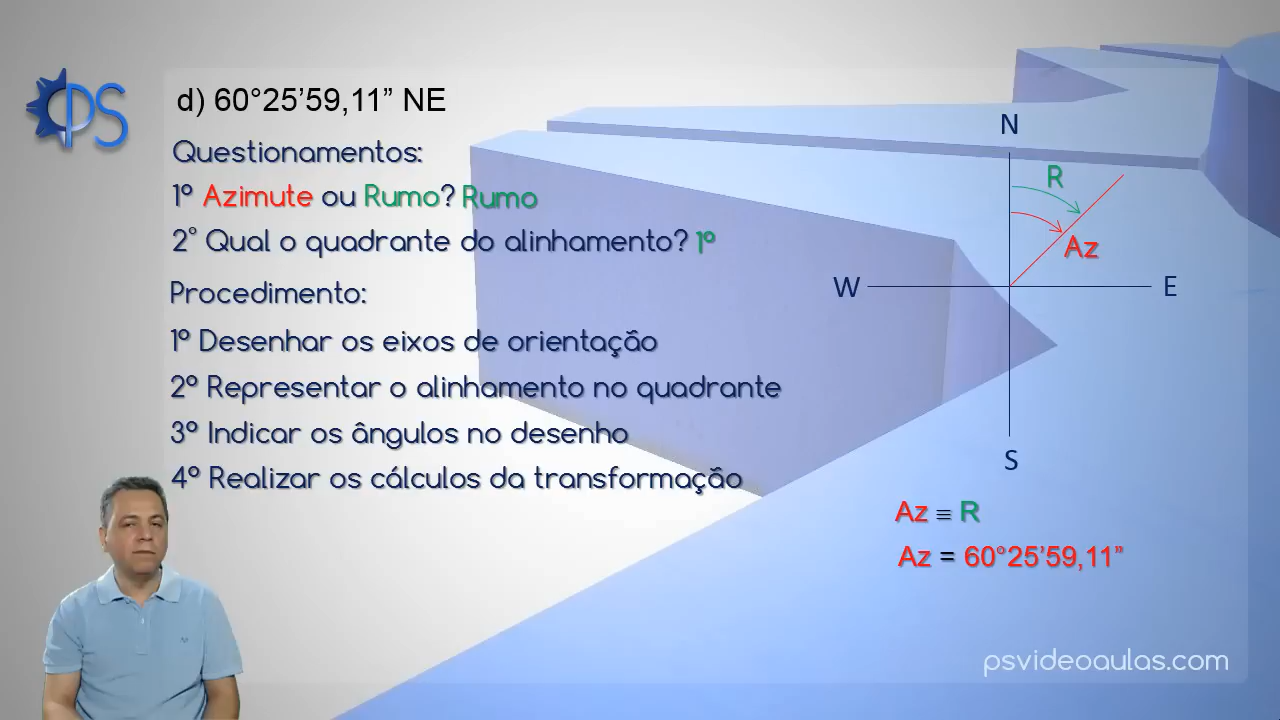 PS
d) 60°25’59,11” NE
Questionamentos:
1° Azimute ou Rumo? Rumo
2° Qual o quadrante do alinhamento? 1º
Procedimento:
1º Desenhar os eixos de orientação
2º Representar o alinhamento no quadrante
3º Indicar os ângulos no desenho
4º Realizar os cálculos da transformação
N
R
Az
W
E
S
Az ≡ R
Az = 60°25’59,11”
psvideoaulas.com